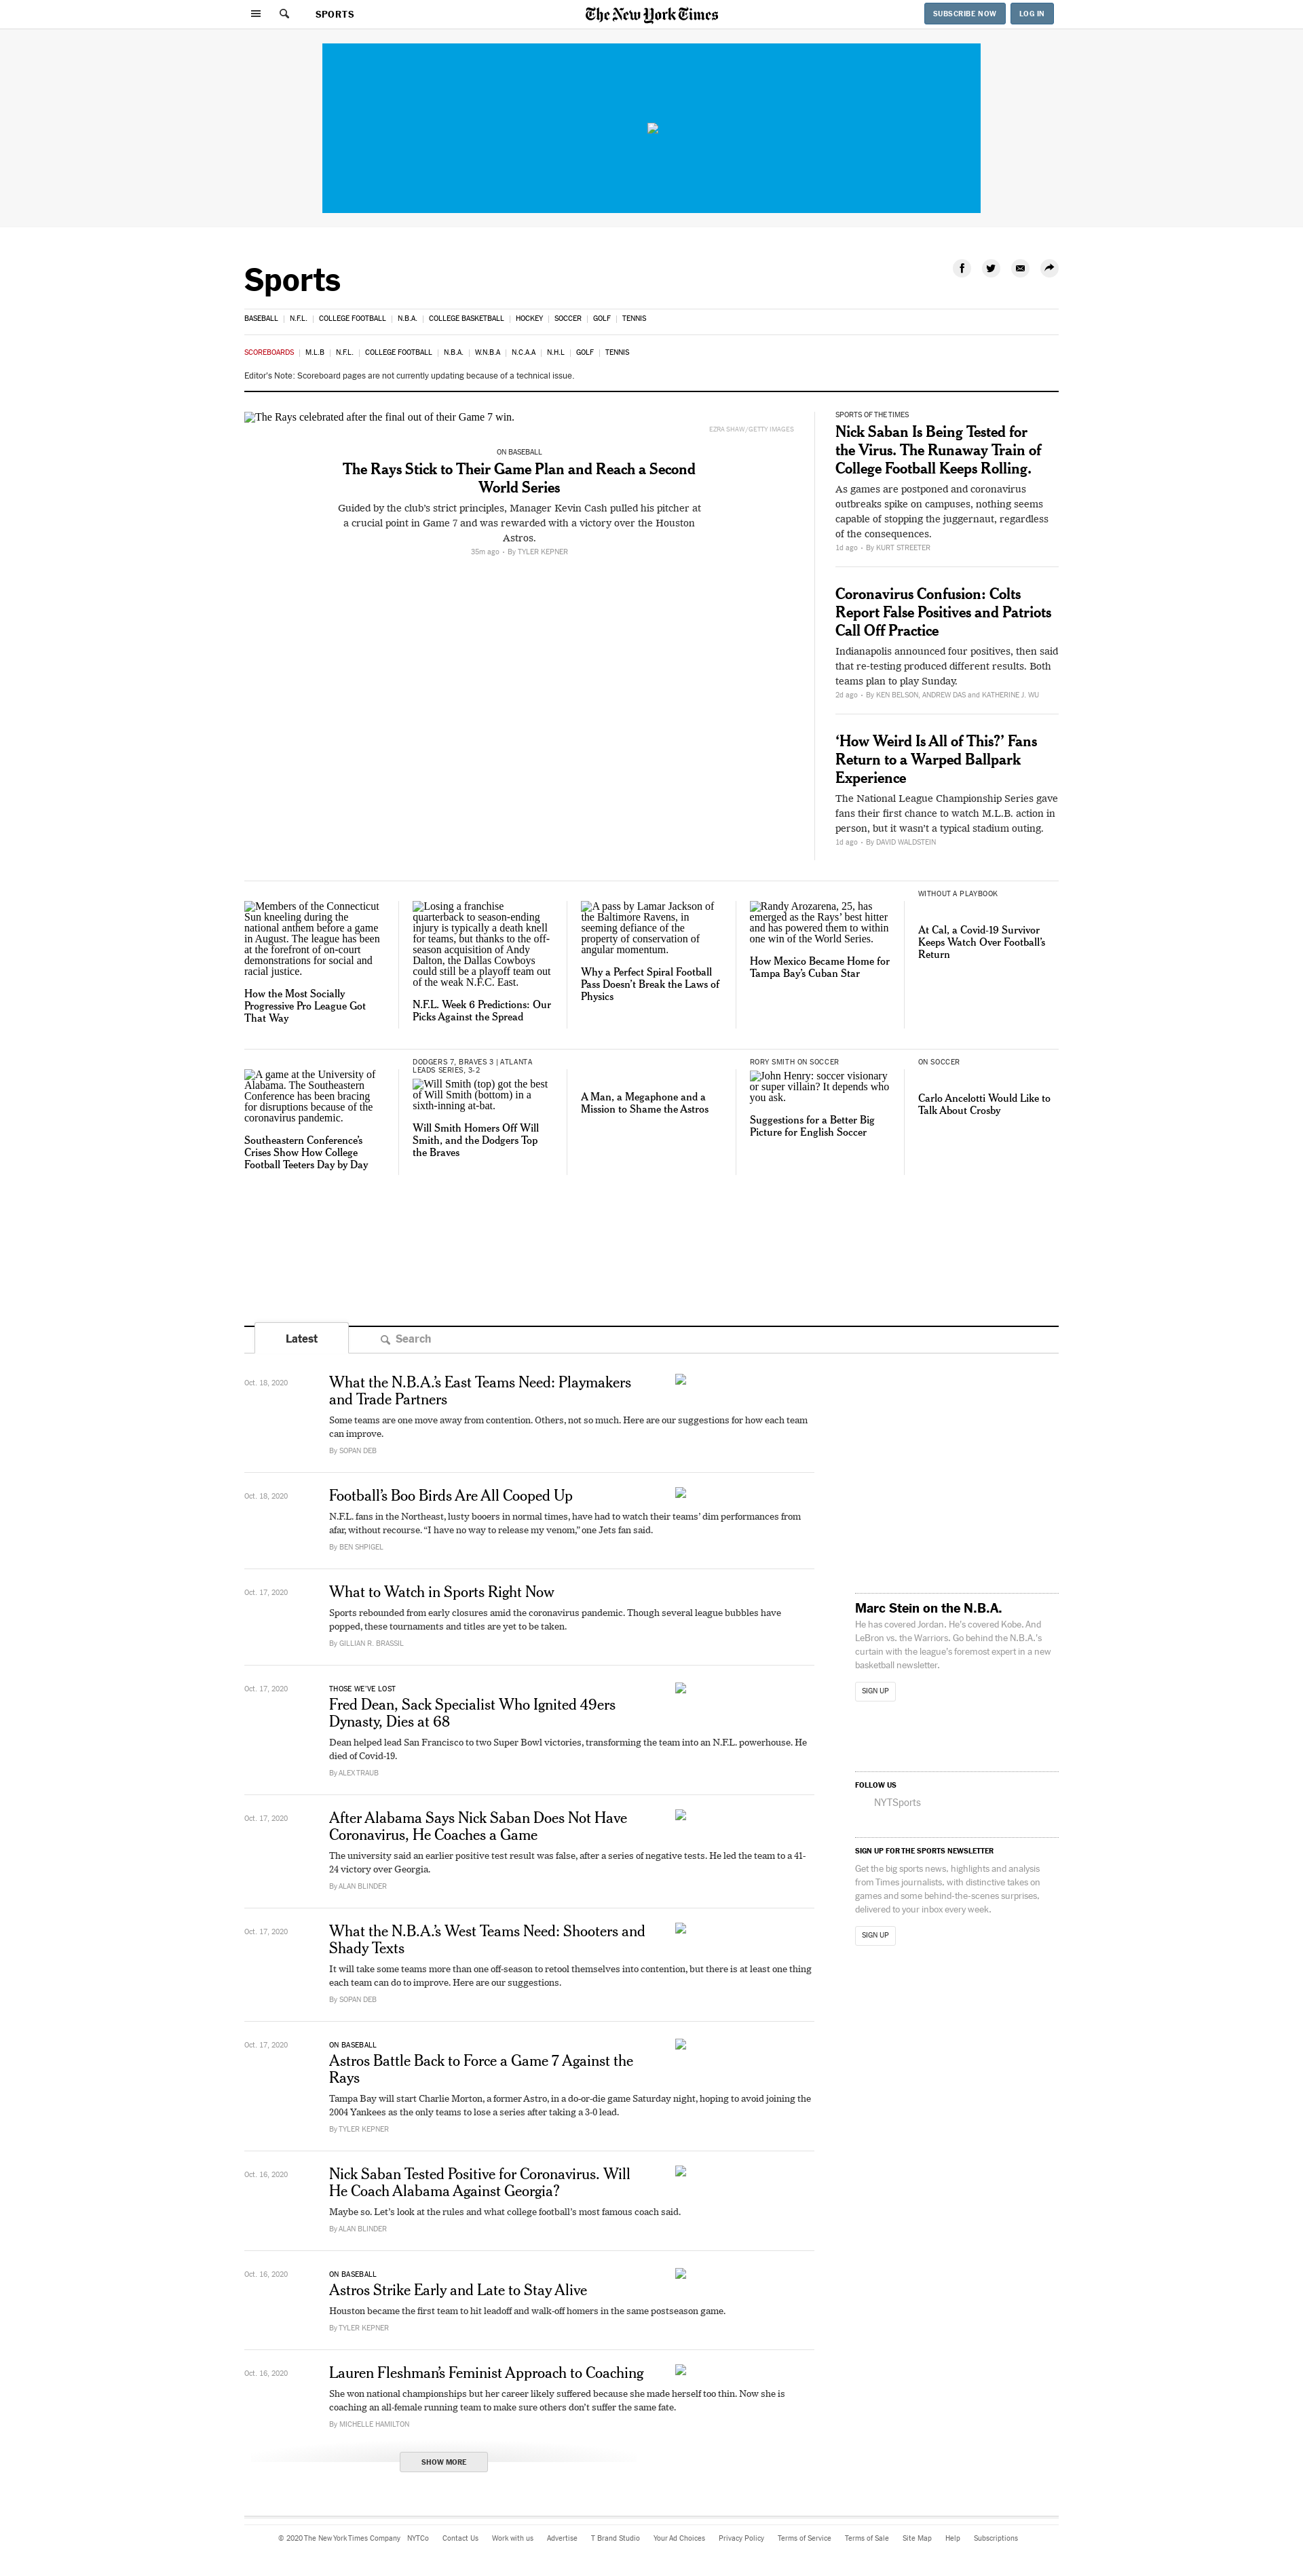 SPORTS
The New York Times
SUBSCRIBE NOW
LOG IN
Sports
BASEBALL | N.F.L. | COLLEGE FOOTBALL | N.B.A. | COLLEGE BASKETBALL | HOCKEY | SOCCER | GOLF | TENNIS
SCOREBOARDS | M.L.B | N.F.L. | COLLEGE FOOTBALL | N.B.A. | W.N.B.A | N.C.A.A | N.H.L | GOLF | TENNIS
Editor's Note: Scoreboard pages are not currently updating because of a technical issue.
The Rays celebrated after the final out of their Game 7 win.
EZRA SHAW/GETTY IMAGES
ON BASEBALL
The Rays Stick to Their Game Plan and Reach a Second
World Series
Guided by the club’s strict principles, Manager Kevin Cash pulled his pitcher at
a crucial point in Game 7 and was rewarded with a victory over the Houston
Astros.
35m ago • By TYLER KEPNER
SPORTS OF THE TIMES
Nick Saban Is Being Tested for
the Virus. The Runaway Train of
College Football Keeps Rolling.
As games are postponed and coronavirus
outbreaks spike on campuses, nothing seems
capable of stopping the juggernaut, regardless
of the consequences.
1d ago • By KURT STREETER
Coronavirus Confusion: Colts
Report False Positives and Patriots
Call Off Practice
Indianapolis announced four positives, then said
that re-testing produced different results. Both
teams plan to play Sunday.
2d ago • By KEN BELSON, ANDREW DAS and KATHERINE J. WU
‘How Weird Is All of This?’ Fans
Return to a Warped Ballpark
Experience
The National League Championship Series gave
fans their first chance to watch M.L.B. action in
person, but it wasn’t a typical stadium outing.
1d ago • By DAVID WALDSTEIN
Members of the Connecticut
Sun kneeling during the
national anthem before a game
in August. The league has been
at the forefront of on-court
demonstrations for social and
racial justice.
How the Most Socially
Progressive Pro League Got
That Way
Losing a franchise
quarterback to season-ending
injury is typically a death knell
for teams, but thanks to the off-
season acquisition of Andy
Dalton, the Dallas Cowboys
could still be a playoff team out
of the weak N.F.C. East.
N.F.L. Week 6 Predictions: Our
Picks Against the Spread
A pass by Lamar Jackson of
the Baltimore Ravens, in
seeming defiance of the
property of conservation of
angular momentum.
Why a Perfect Spiral Football
Pass Doesn’t Break the Laws of
Physics
Randy Arozarena, 25, has
emerged as the Rays’ best hitter
and has powered them to within
one win of the World Series.
How Mexico Became Home for
Tampa Bay’s Cuban Star
WITHOUT A PLAYBOOK
At Cal, a Covid-19 Survivor
Keeps Watch Over Football’s
Return
A game at the University of
Alabama. The Southeastern
Conference has been bracing
for disruptions because of the
coronavirus pandemic.
Southeastern Conference’s
Crises Show How College
Football Teeters Day by Day
DODGERS 7, BRAVES 3 | ATLANTA
LEADS SERIES, 3-2
Will Smith (top) got the best
of Will Smith (bottom) in a
sixth-inning at-bat.
Will Smith Homers Off Will
Smith, and the Dodgers Top
the Braves
A Man, a Megaphone and a
Mission to Shame the Astros
RORY SMITH ON SOCCER
John Henry: soccer visionary
or super villain? It depends who
you ask.
Suggestions for a Better Big
Picture for English Soccer
ON SOCCER
Carlo Ancelotti Would Like to
Talk About Crosby
Latest
Search
Oct. 18, 2020
What the N.B.A.’s East Teams Need: Playmakers
and Trade Partners
Some teams are one move away from contention. Others, not so much. Here are our suggestions for how each team
can improve.
By SOPAN DEB
Oct. 18, 2020
Football’s Boo Birds Are All Cooped Up
N.F.L. fans in the Northeast, lusty booers in normal times, have had to watch their teams’ dim performances from
afar, without recourse. “I have no way to release my venom,” one Jets fan said.
By BEN SHPIGEL
Oct. 17, 2020
What to Watch in Sports Right Now
Sports rebounded from early closures amid the coronavirus pandemic. Though several league bubbles have
popped, these tournaments and titles are yet to be taken.
By GILLIAN R. BRASSIL
Oct. 17, 2020
THOSE WE’VE LOST
Fred Dean, Sack Specialist Who Ignited 49ers
Dynasty, Dies at 68
Dean helped lead San Francisco to two Super Bowl victories, transforming the team into an N.F.L. powerhouse. He
died of Covid-19.
By ALEX TRAUB
Oct. 17, 2020
After Alabama Says Nick Saban Does Not Have
Coronavirus, He Coaches a Game
The university said an earlier positive test result was false, after a series of negative tests. He led the team to a 41-
24 victory over Georgia.
By ALAN BLINDER
Oct. 17, 2020
What the N.B.A.’s West Teams Need: Shooters and
Shady Texts
It will take some teams more than one off-season to retool themselves into contention, but there is at least one thing
each team can do to improve. Here are our suggestions.
By SOPAN DEB
Oct. 17, 2020
ON BASEBALL
Astros Battle Back to Force a Game 7 Against the
Rays
Tampa Bay will start Charlie Morton, a former Astro, in a do-or-die game Saturday night, hoping to avoid joining the
2004 Yankees as the only teams to lose a series after taking a 3-0 lead.
By TYLER KEPNER
Oct. 16, 2020
Nick Saban Tested Positive for Coronavirus. Will
He Coach Alabama Against Georgia?
Maybe so. Let’s look at the rules and what college football’s most famous coach said.
By ALAN BLINDER
Oct. 16, 2020
ON BASEBALL
Astros Strike Early and Late to Stay Alive
Houston became the first team to hit leadoff and walk-off homers in the same postseason game.
By TYLER KEPNER
Oct. 16, 2020
Lauren Fleshman’s Feminist Approach to Coaching
She won national championships but her career likely suffered because she made herself too thin. Now she is
coaching an all-female running team to make sure others don’t suffer the same fate.
By MICHELLE HAMILTON
SHOW MORE
Marc Stein on the N.B.A.
He has covered Jordan. He’s covered Kobe. And
LeBron vs. the Warriors. Go behind the N.B.A.’s
curtain with the league’s foremost expert in a new
basketball newsletter.
SIGN UP
FOLLOW US
NYTSports
SIGN UP FOR THE SPORTS NEWSLETTER
Get the big sports news, highlights and analysis
from Times journalists, with distinctive takes on
games and some behind-the-scenes surprises,
delivered to your inbox every week.
SIGN UP
© 2020 The New York Times Company NYTCo Contact Us Work with us Advertise T Brand Studio Your Ad Choices Privacy Policy Terms of Service Terms of Sale Site Map Help Subscriptions